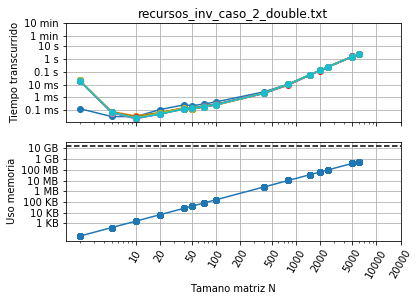 recursos_inv_caso_2_double.txt
Tiempo transcurrido
10 min
1 min
10 s
1 s
0.1 s
10 ms
1 ms
0.1 ms
Uso memoria
10 GB
1 GB
100 MB
10 MB
1 MB
100 KB
10 KB
1 KB
10
20
50
100
200
500
1000
2000
5000
10000
20000
Tamano matriz N